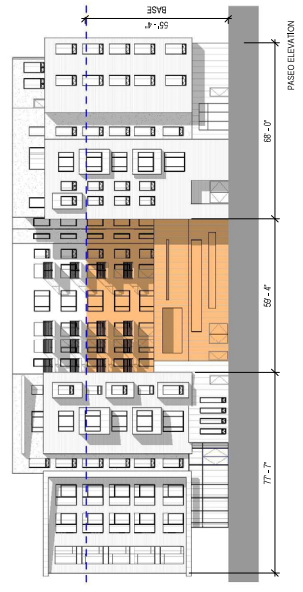 55' - 4"
BASE
77' - 7"
59' - 4"
68' - 0"
PASEO ELEVATION